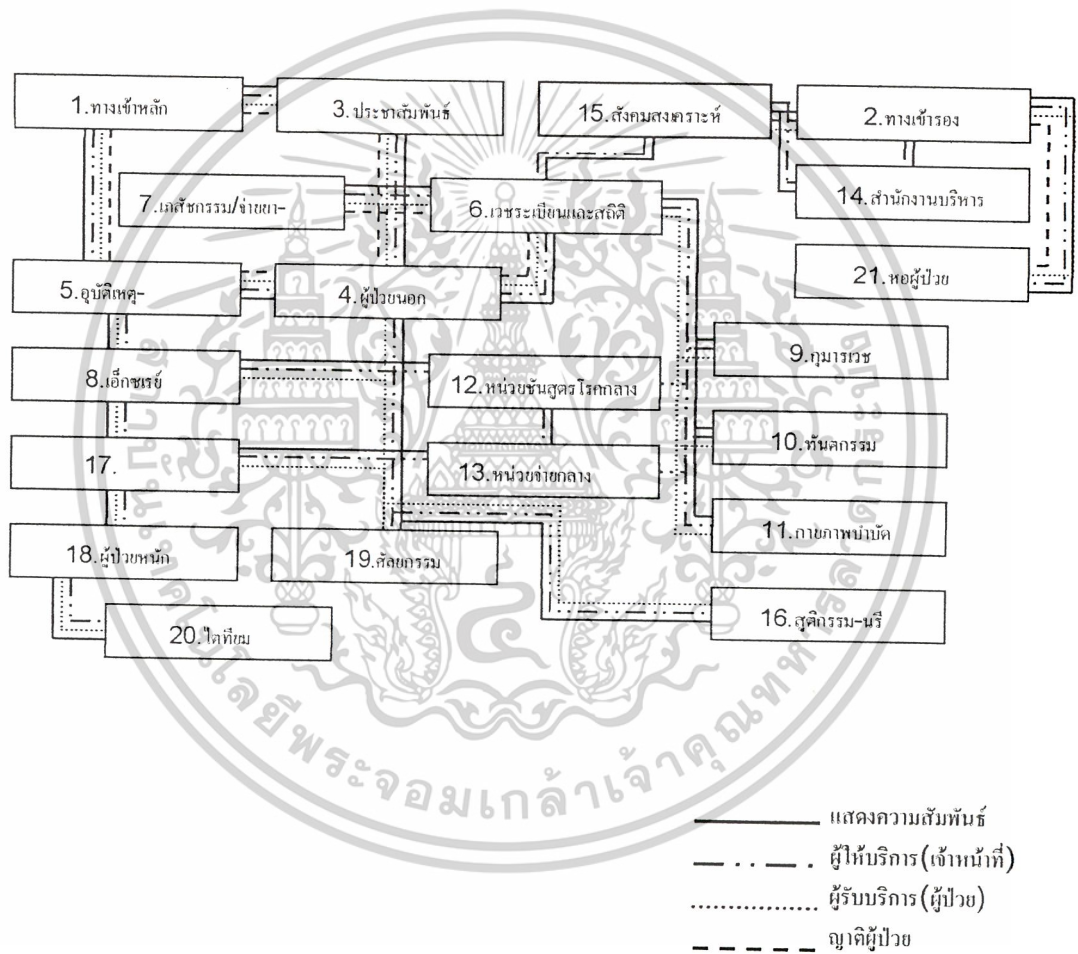 1.ทางเข้าหลัก
3.ประชาสัมพันธ์
15.สังคมสงเคราะห์
2.ทางเข้ารอง
7.เภสัชกรรม/จ่ายยา-
6.เวชระเบียนและสถิติ
14.สำนักงานบริหาร
5.อุบัติเหตุ-
4.ผู้ป่วยนอก
21.หอผู้ป่วย
8.เอ็กซเรย์
12.หน่วยชันสูตรโรคกลาง
9.กุมารเวช
17.
13.หน่วยจ่ายกลาง
10.ทันตกรรม
18.ผู้ป่วยหนัก
19.ศัลยกรรม
11.กายภาพบำบัด
20.ไตเทียม
16.สูติกรรม-นรี
แสดงความสัมพันธ์
ผู้ให้บริการ(เจ้าหน้าที่)
ผู้รับบริการ(ผู้ป่วย)
ญาติผู้ป่วย